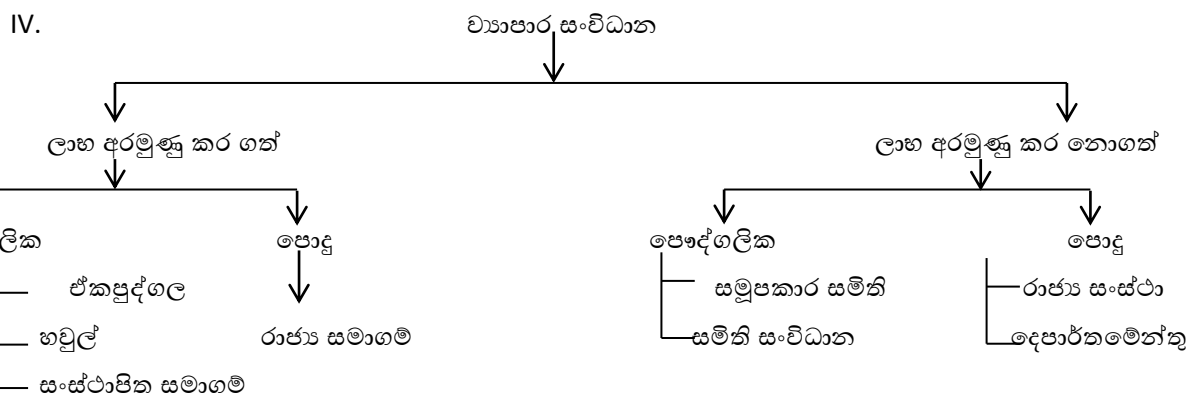 IV. ව්‍යාපාර සංවිධාන
ලාභ අරමුණු කර ගත් ලාභ අරමුණු කර නොගත්
ලික පොදු පෞද්ගලික පොදු
ඒකපුද්ගල සමූපකාර සමිති රාජ්‍ය සංස්ථා
හවුල් රාජ්‍ය සමාගම් සමිති සංවිධාන දෙපාර්තමේන්තු
සංස්ථාපිත සමාගම්